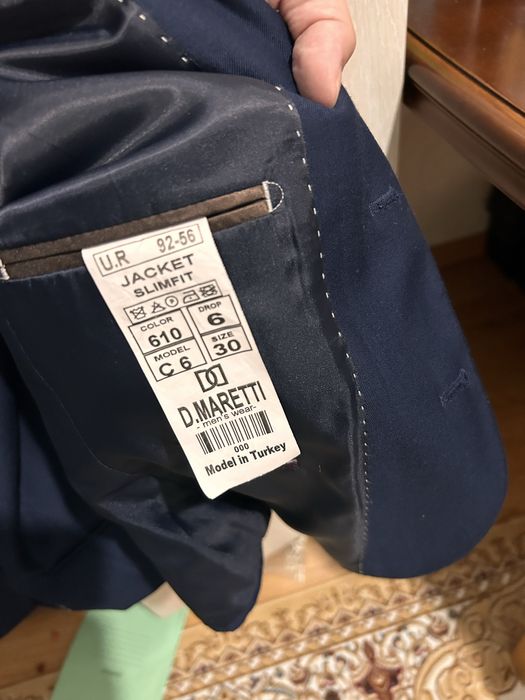 U.R 92-56
JACKET
SLIMFIT
COLOR DROP
610 6
MODEL SIZE
C 6 30
D.MARETTI
-men's wear-
000
Model in Turkey